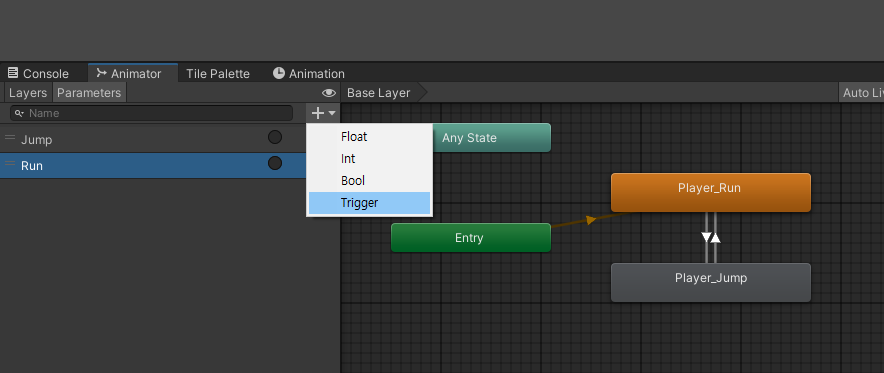 Console Animator Tile Palette Animation
Layers Parameters Base Layer Auto Liv
Name
Jump
Run
Float
Int
Bool
Trigger
Any State
Entry
Player_Run
Player_Jump